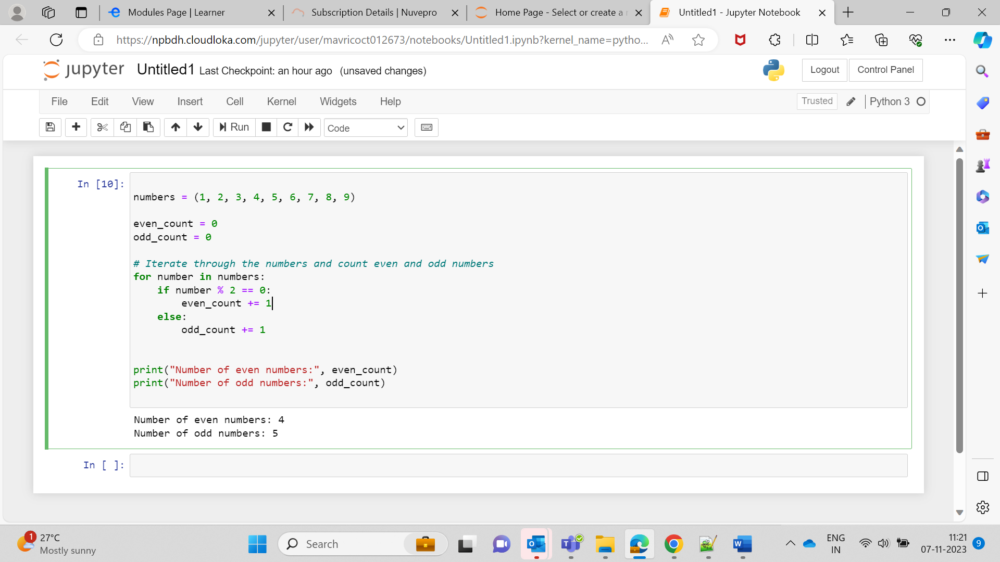 Modules Page | Learner
Subscription Details | Nuvepro
Home Page - Select or create a
Untitled1 - Jupyter Notebook
https://npbdh.cloudloka.com/jupyter/user/mavricoct012673/notebooks/Untitled1.ipynb?kernel_name=pytho...
jupyter Untitled1 Last Checkpoint: an hour ago (unsaved changes)
Logout
Control Panel
File Edit View Insert Cell Kernel Widgets Help
Trusted
Python 3
Run
Code
In [10]:
numbers = (1, 2, 3, 4, 5, 6, 7, 8, 9)
even_count = 0
odd_count = 0
# Iterate through the numbers and count even and odd numbers
for number in numbers:
    if number % 2 == 0:
        even_count += 1
    else:
        odd_count += 1
print("Number of even numbers:", even_count)
print("Number of odd numbers:", odd_count)
Number of even numbers: 4
Number of odd numbers: 5
In [ ]:
1
27°C
Mostly sunny
Search
ENG
IN
11:21
07-11-2023
9